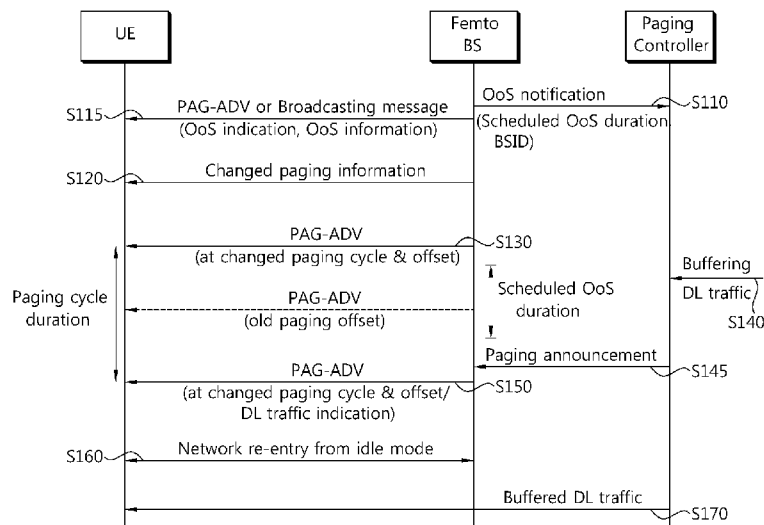 UE
Femto
BS
Paging
Controller
OoS notification
S110
S115
PAG-ADV or Broadcasting message
(OoS indication, OoS information)
(Scheduled OoS duration,
BSID)
Changed paging information
S120
PAG-ADV
S130
(at changed paging cycle & offset)
Buffering
DL traffic
S140
Paging cycle
duration
PAG-ADV
(old paging offset)
Scheduled OoS
duration
Paging announcement
S145
PAG-ADV
S150
(at changed paging cycle & offset/
DL traffic indication)
Network re-entry from idle mode
S160
Buffered DL traffic
S170